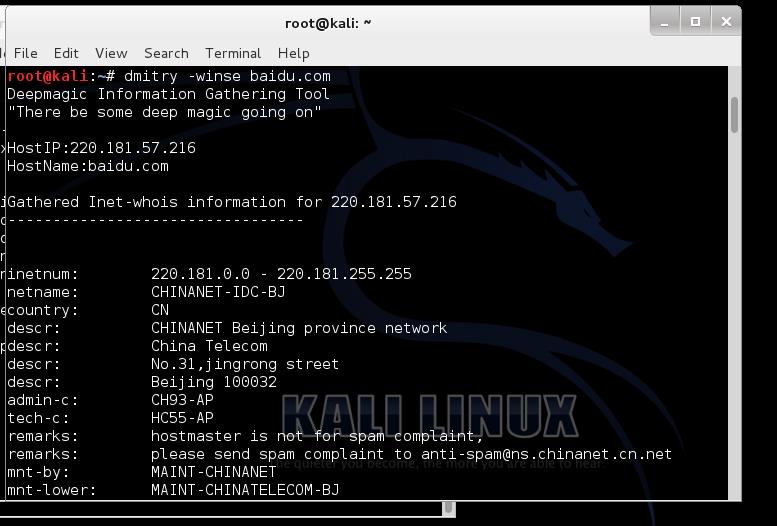 root@kali: ~
File Edit View Search Terminal Help
root@kali:~# dmitry -winse baidu.com
Deepmagic Information Gathering Tool
"There be some deep magic going on"
HostIP:220.181.57.216
HostName:baidu.com
Gathered Inet-whois information for 220.181.57.216
---------------------------------
inetnum: 220.181.0.0 - 220.181.255.255
netname: CHINANET-IDC-BJ
country: CN
descr: CHINANET Beijing province network
descr: China Telecom
descr: No.31,jingrong street
descr: Beijing 100032
admin-c: CH93-AP
tech-c: HC55-AP
remarks: hostmaster is not for spam complaint,
remarks: please send spam complaint to anti-spam@ns.chinanet.cn.net
mnt-by: MAINT-CHINANET
mnt-lower: MAINT-CHINATELECOM-BJ
KALI LINUX
the quieter you become, the more you are able to hear.